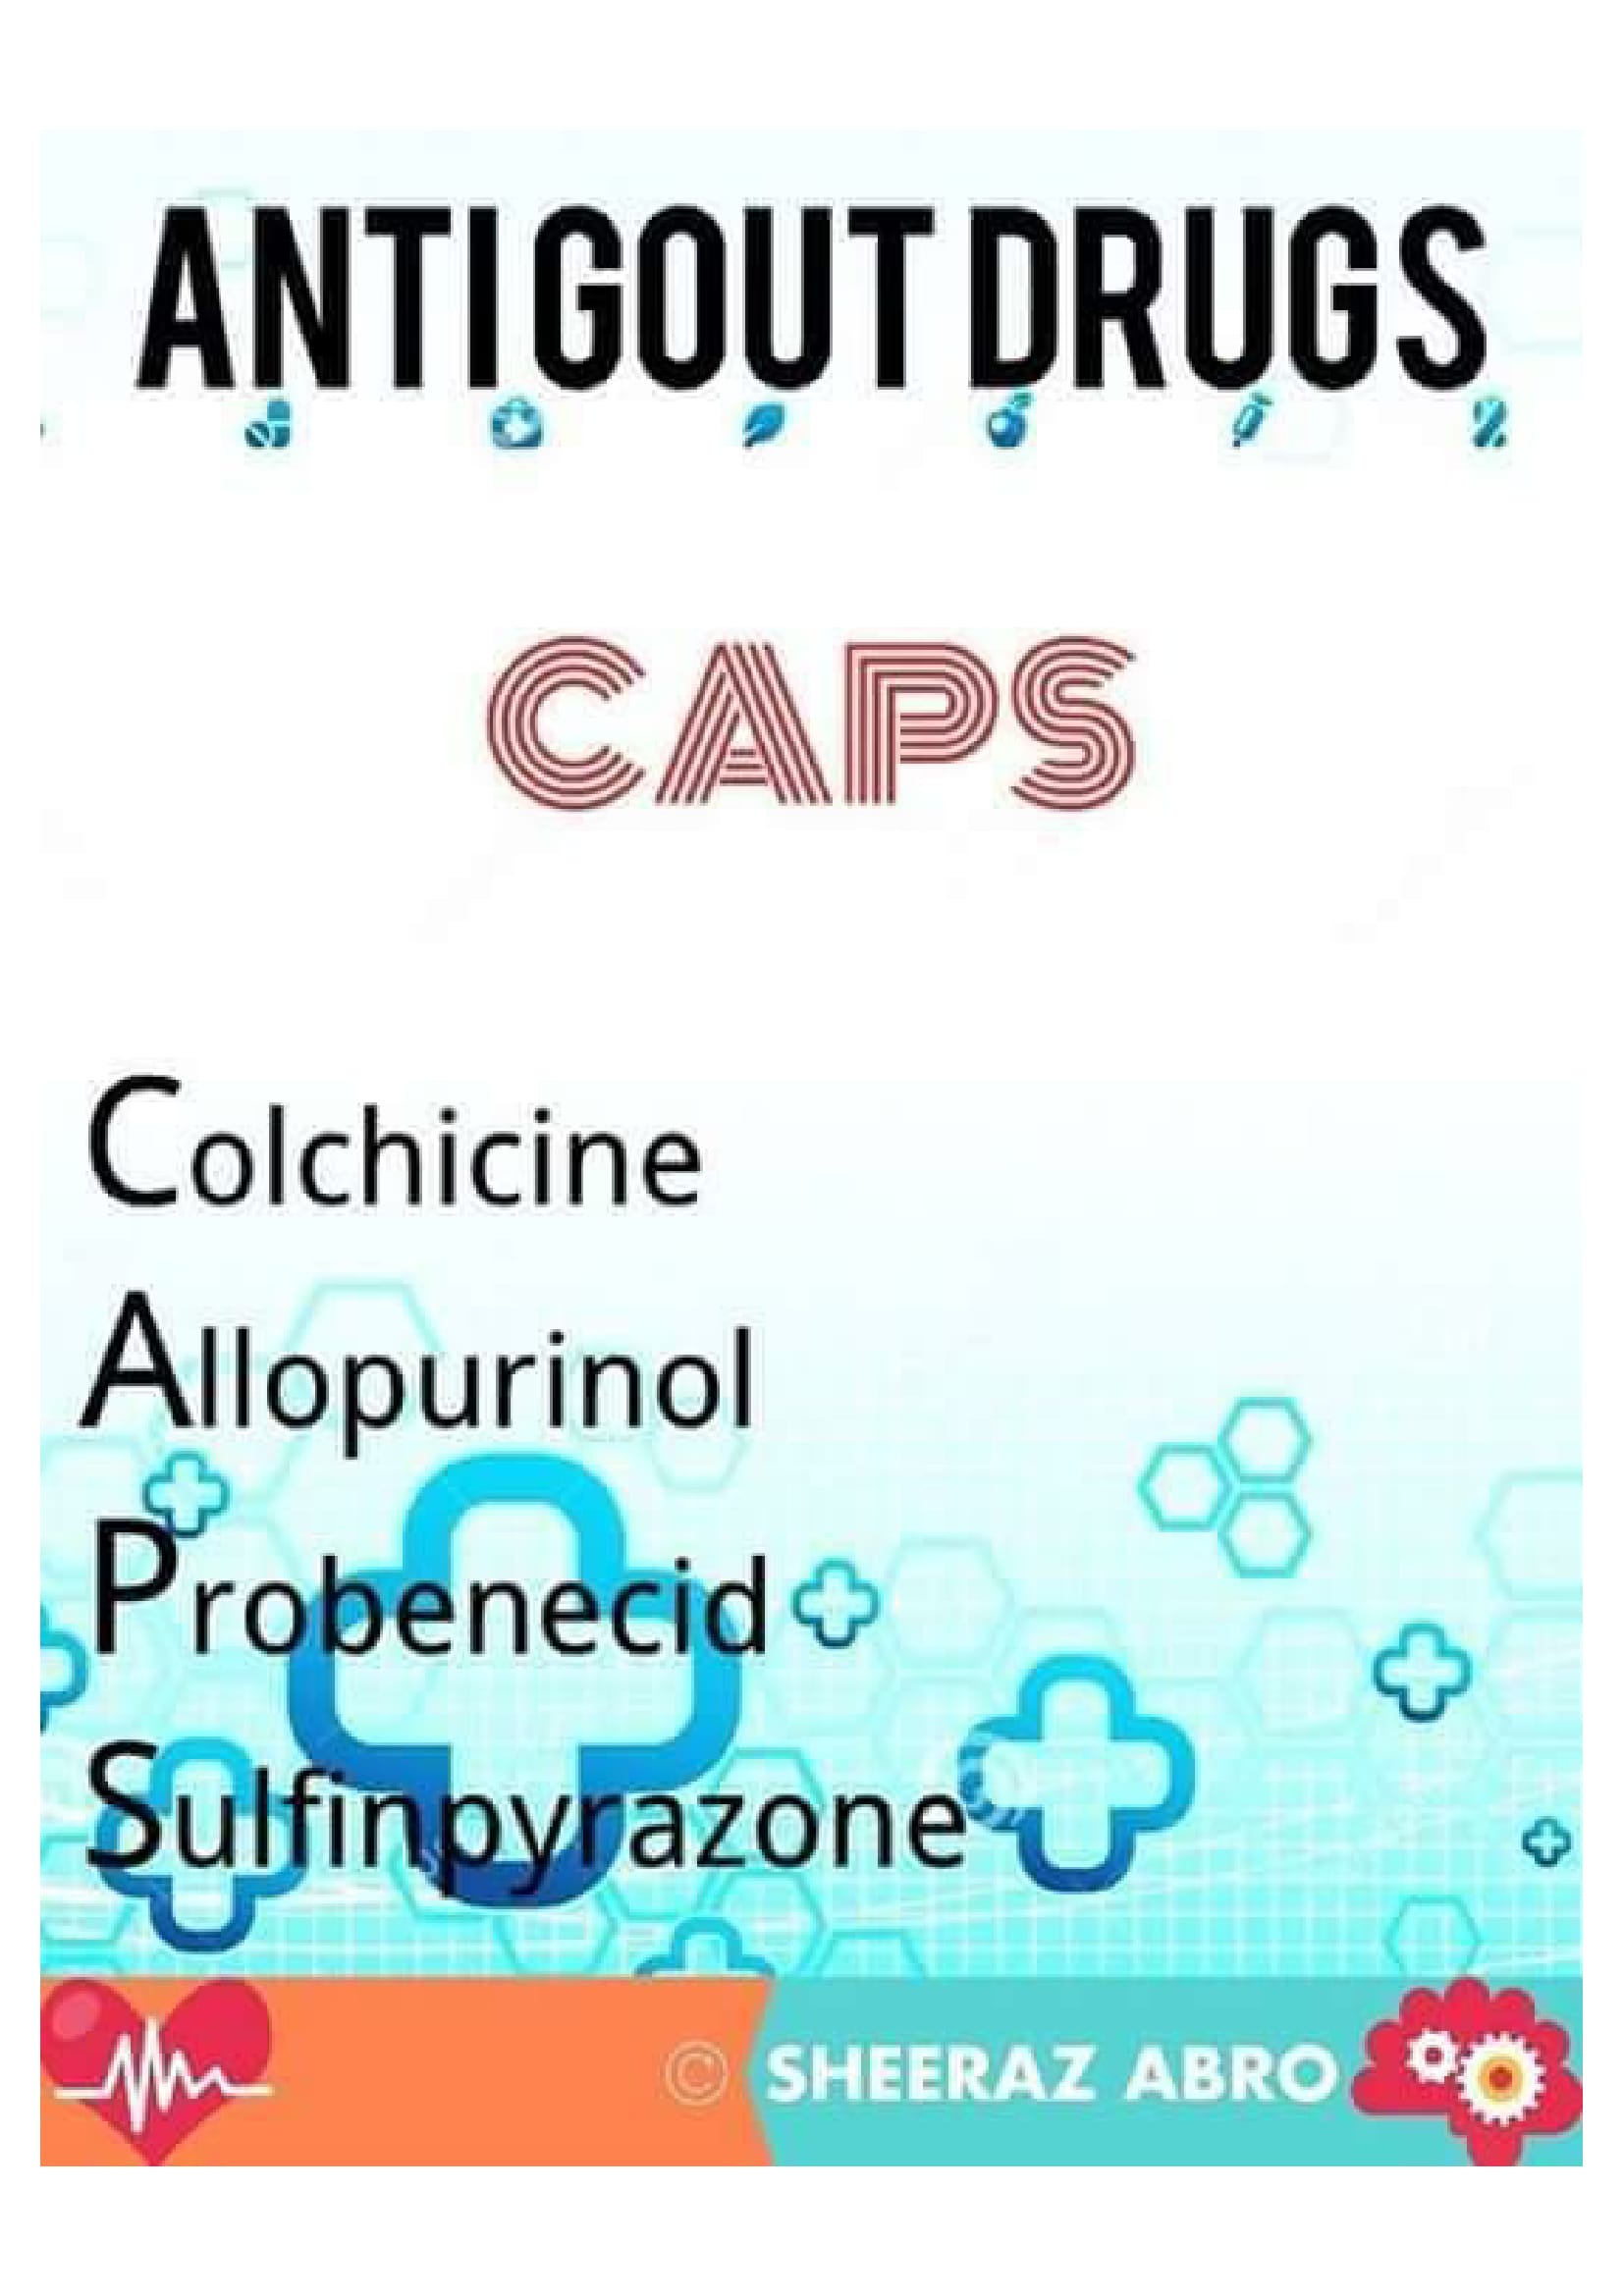 ANTI GOUT DRUGS
CAPS
Colchicine
Allopurinol
Probenecid
Sulfinpyrazone
© SHEERAZ ABRO